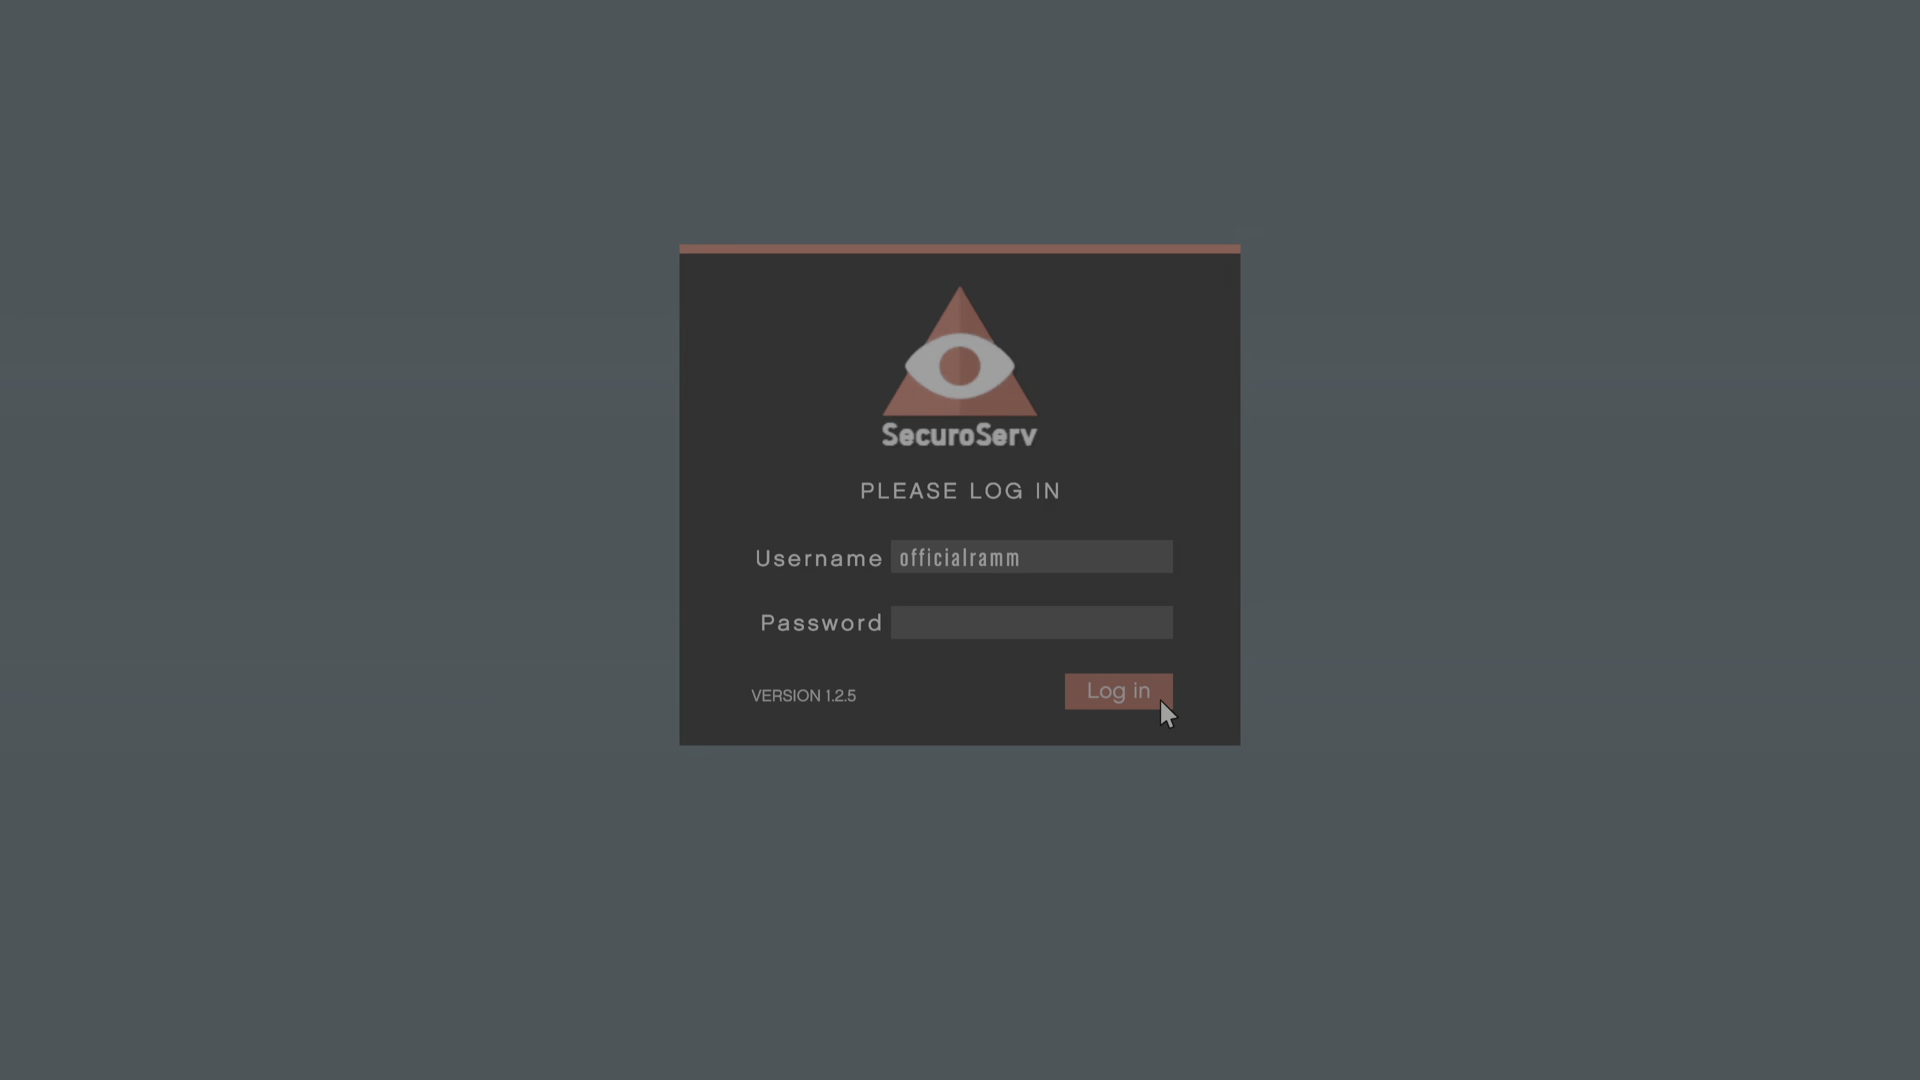 SecuroServ
PLEASE LOG IN
Username officialramm
Password
VERSION 1.2.5
Log in